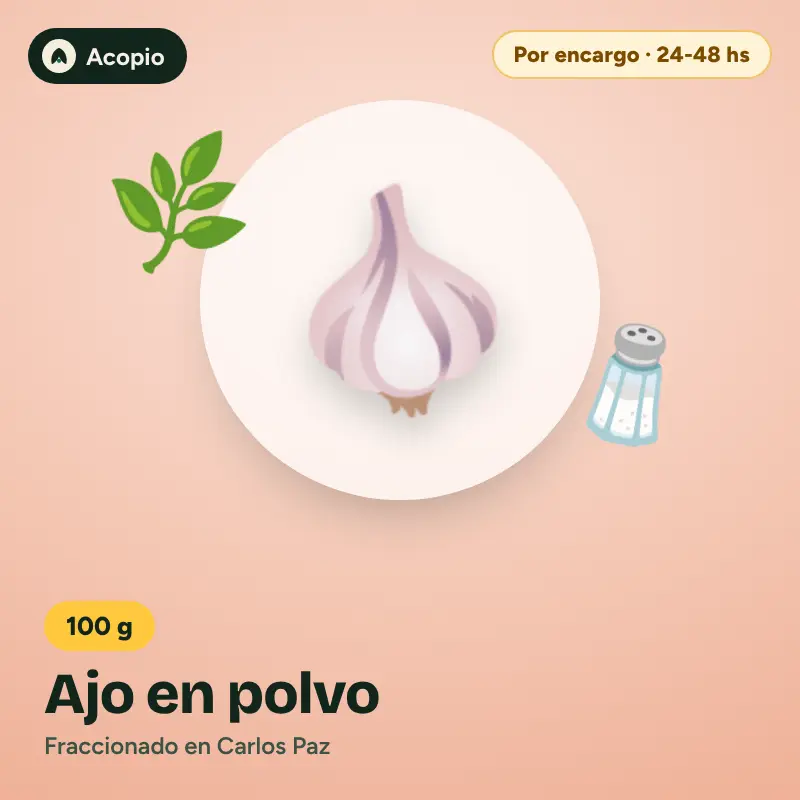 Acopio
Por encargo · 24-48 hs
100 g
Ajo en polvo
Fraccionado en Carlos Paz